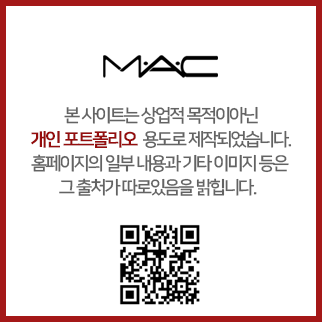 M·A·C
본 사이트는 상업적 목적이아닌
개인 포트폴리오 용도로 제작되었습니다.
홈페이지의 일부 내용과 기타 이미지 등은
그 출처가 따로있음을 밝힙니다.